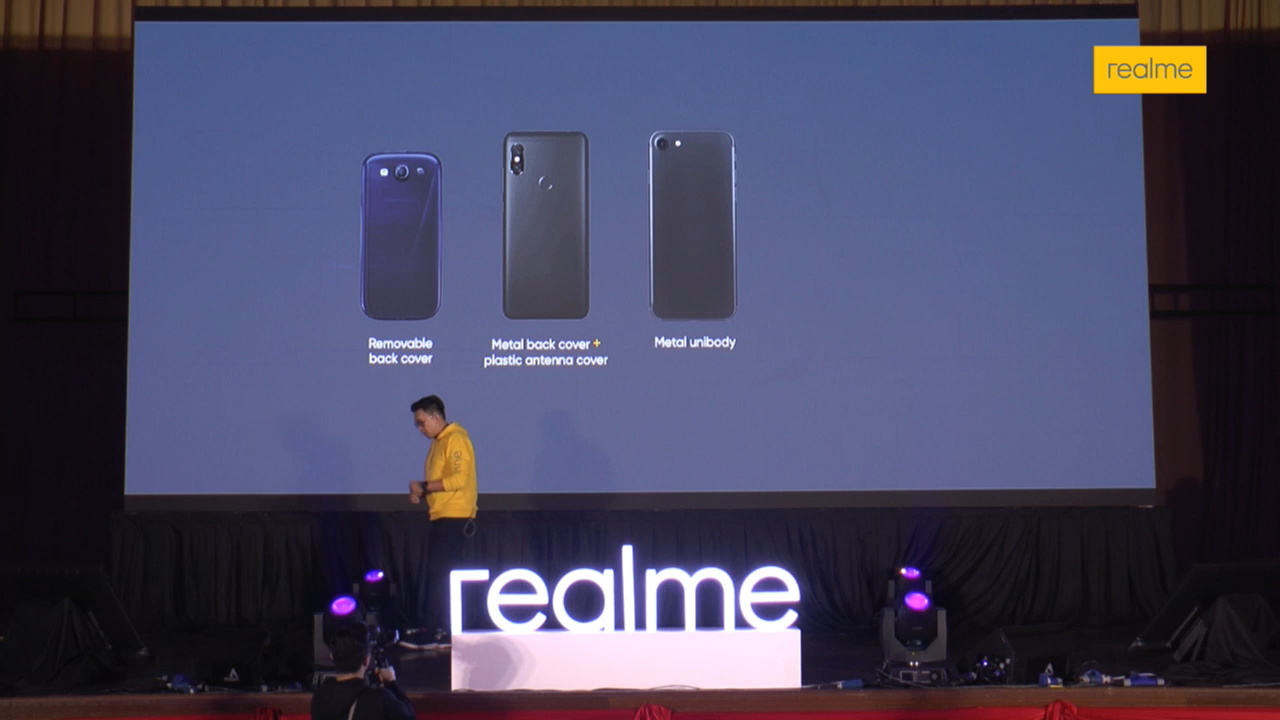 realme
Removable
back cover
Metal back cover +
plastic antenna cover
Metal unibody
realme